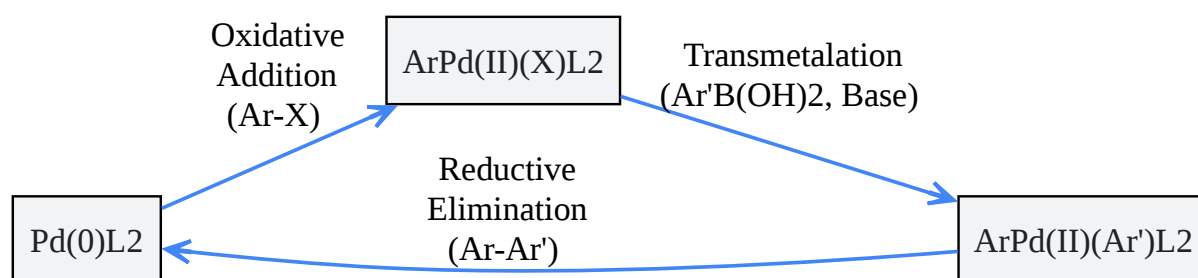 Oxidative
Addition
(Ar-X)
ArPd(II)(X)L2
Transmetalation
(Ar'B(OH)2, Base)
Reductive
Elimination
(Ar-Ar')
Pd(0)L2
ArPd(II)(Ar')L2